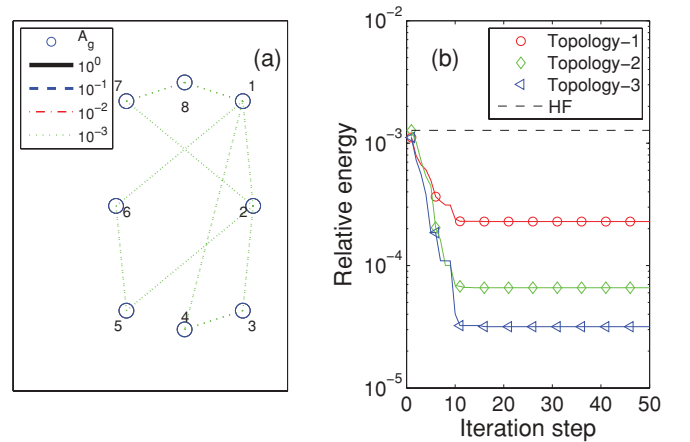 (a)
A_g
10^0
10^-1
10^-2
10^-3
7
8
1
6
2
5
4
3
(b)
Topology-1
Topology-2
Topology-3
HF
10^-2
10^-3
10^-4
10^-5
Relative energy
0 10 20 30 40 50
Iteration step